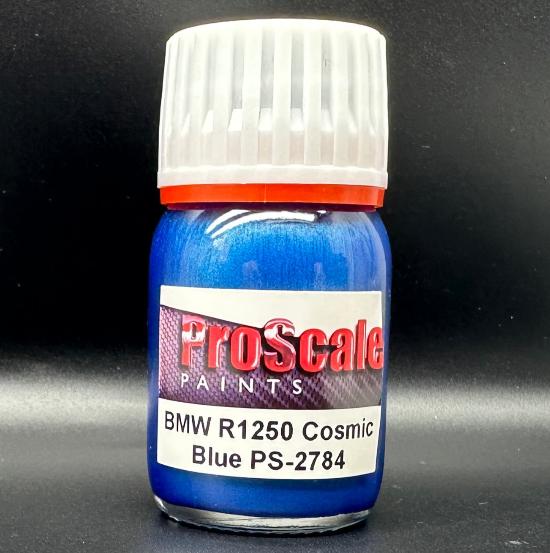 ProScale
PAINTS
BMW R1250 Cosmic
Blue PS-2784